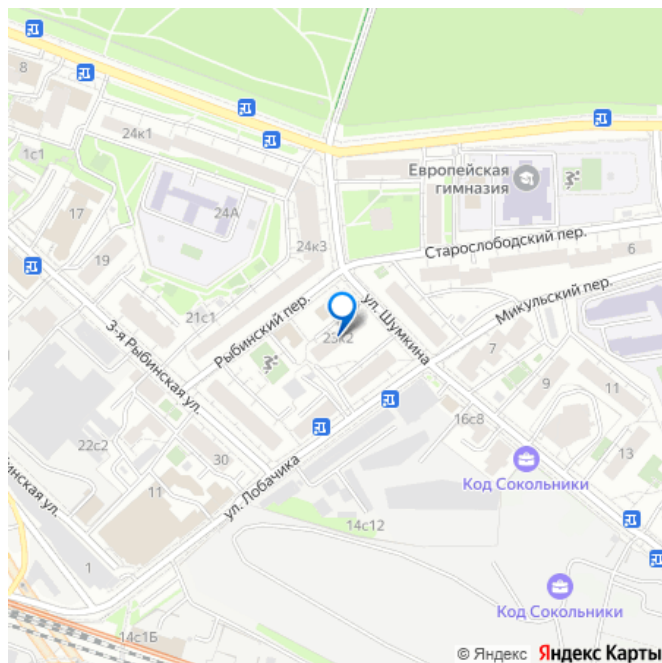 8
24к1
1с1
Европейская
гимназия
17
24А
24к3
Старослободский пер.
6
19
21с1
Рыбинский пер.
ул. Шумкина
Микульский пер.
3-я Рыбинская ул.
23к2
7
9
11
16с8
22с2
30
13
11
ул. Лобачика
Код Сокольники
инская ул.
14с12
1
Код Сокольники
14с1Б
© Яндекс Яндекс Карты